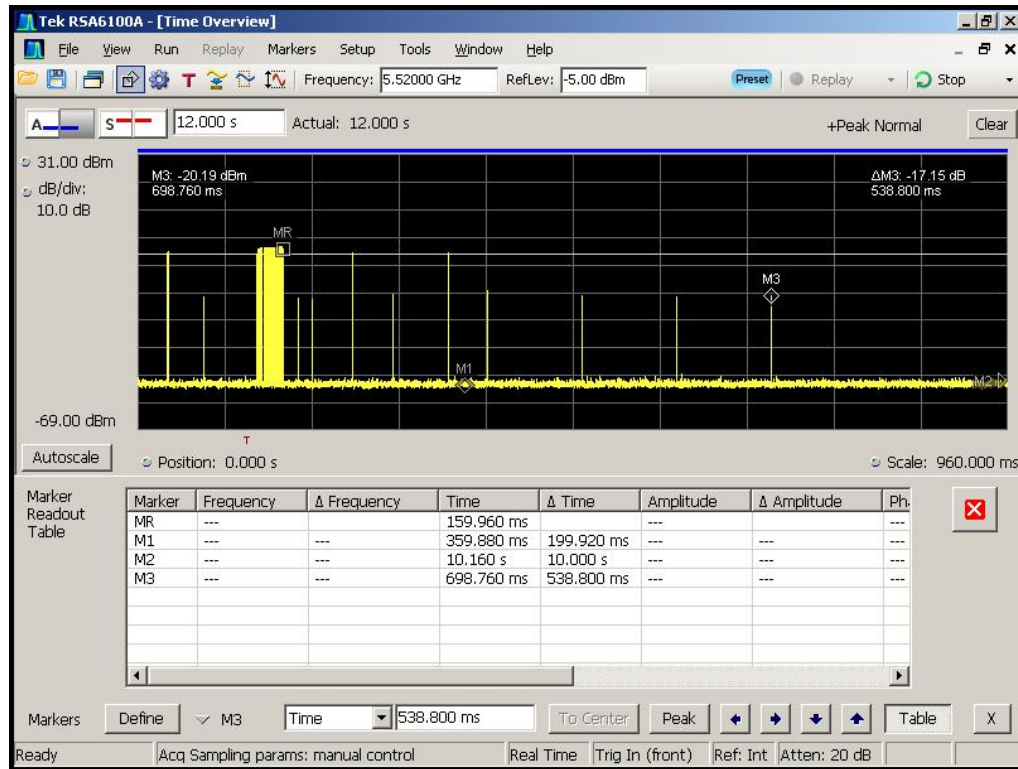 Tek RSA6100A - [Time Overview]
File View Run Replay Markers Setup Tools Window Help
T Frequency: 5.52000 GHz RefLev: -5.00 dBm Preset Replay Stop
A S 12.000 s Actual: 12.000 s +Peak Normal Clear
31.00 dBm
dB/div:
10.0 dB
M3: -20.19 dBm
698.760 ms
ΔM3: -17.15 dB
538.800 ms
MR
M3
M1
M2
-69.00 dBm
T
Autoscale Position: 0.000 s Scale: 960.000 ms
Marker
Readout
Table
Marker Frequency Δ Frequency Time Δ Time Amplitude Δ Amplitude
MR --- 159.960 ms --- ---
M1 --- --- 359.880 ms 199.920 ms --- --- ---
M2 --- --- 10.160 s 10.000 s --- --- ---
M3 --- --- 698.760 ms 538.800 ms --- --- ---
Markers Define M3 Time 538.800 ms To Center Peak Table X
Ready Acq Sampling params: manual control Real Time Trig In (front) Ref: Int Atten: 20 dB